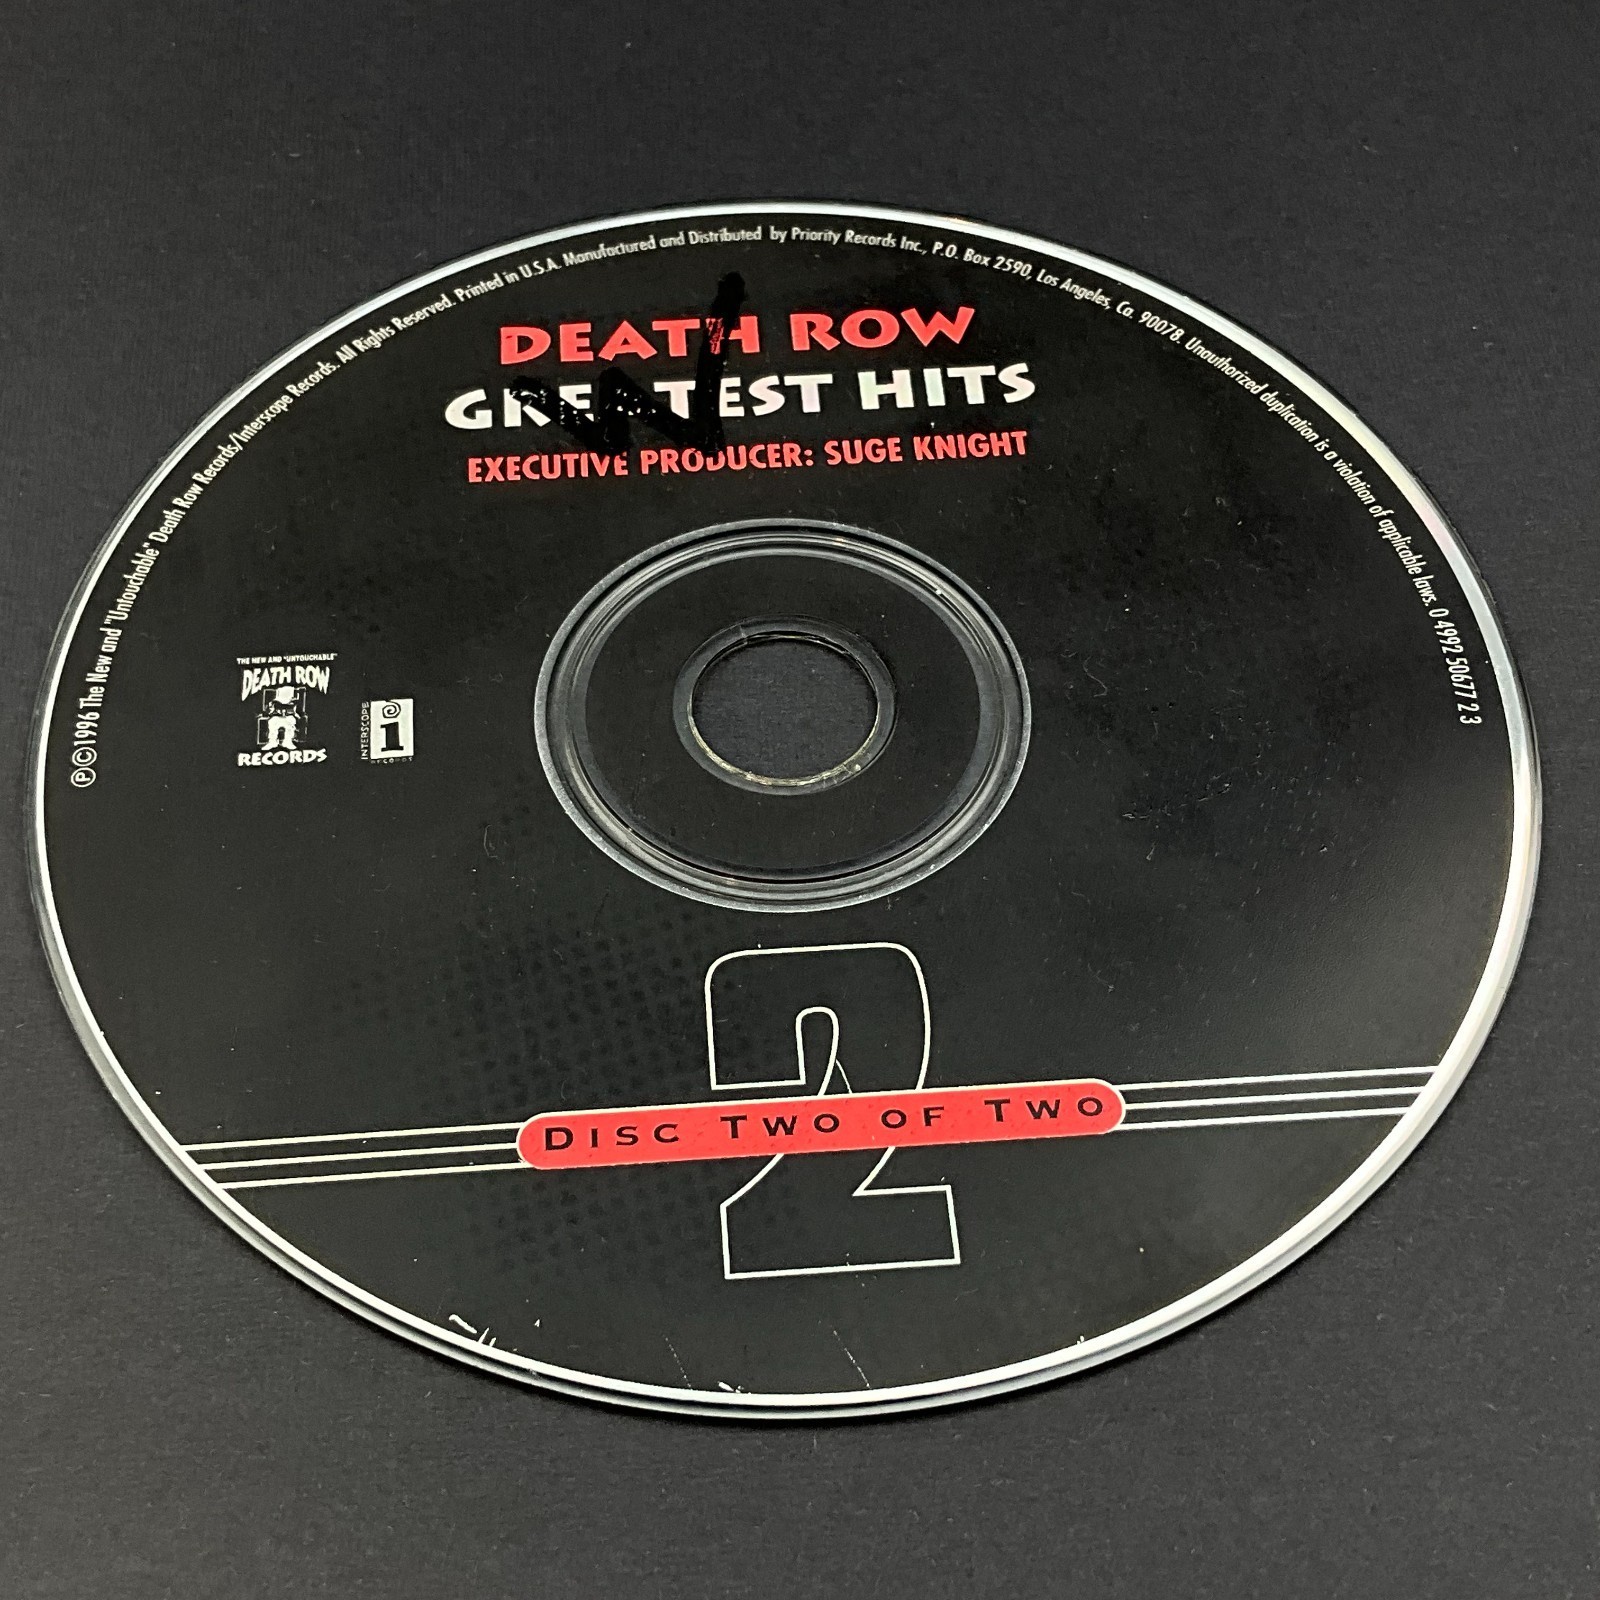 ℗©1996 The New and "Untouchable" Death Row Records/Interscope Records. All Rights Reserved. Printed in U.S.A. Manufactured and Distributed by Priority Records Inc., P.O. Box 2590, Los Angeles, Ca. 90078. Unauthorized duplication is a violation of applicable laws. 0 4992 50677 2 3
DEATH ROW
GREATEST HITS
EXECUTIVE PRODUCER: SUGE KNIGHT
THE NEW AND "UNTOUCHABLE"
DEATH ROW
RECORDS
INTERSCOPE
i
RECORDS
2
DISC TWO OF TWO